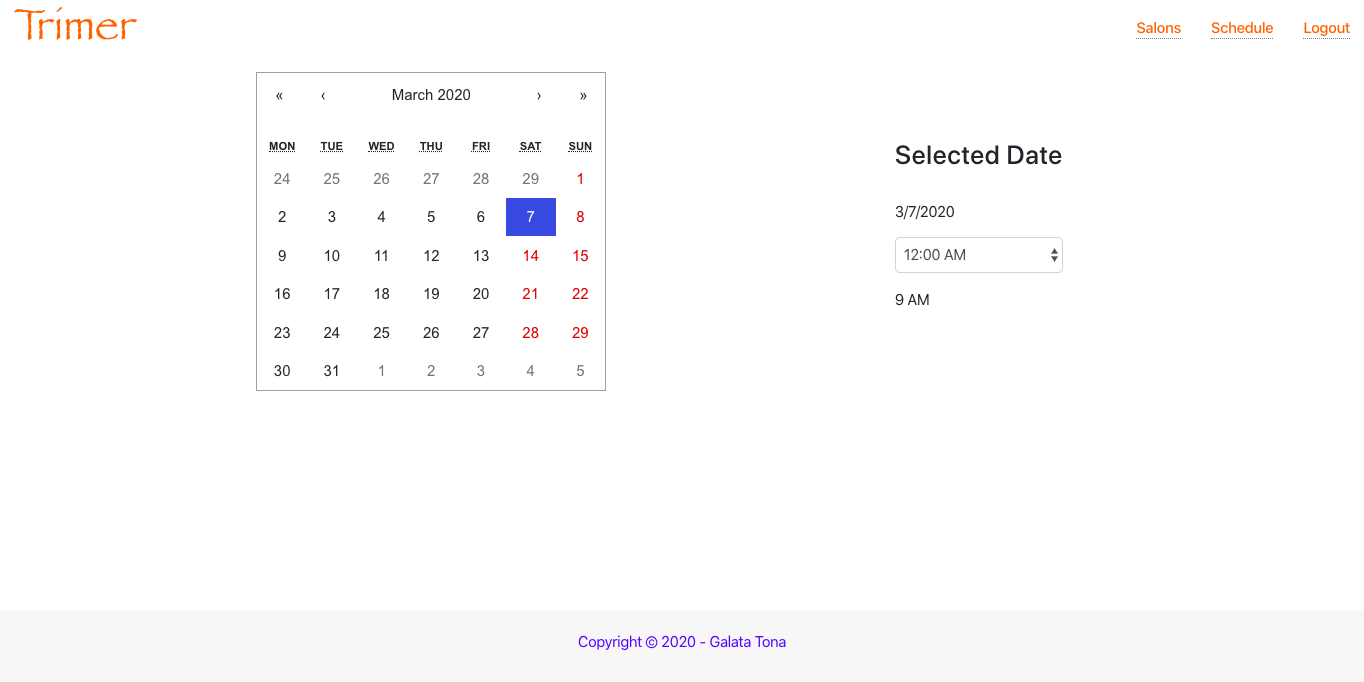 Trimer
Salons Schedule Logout
« ‹ March 2020 › »
MON TUE WED THU FRI SAT SUN
24 25 26 27 28 29 1
2 3 4 5 6 7 8
9 10 11 12 13 14 15
16 17 18 19 20 21 22
23 24 25 26 27 28 29
30 31 1 2 3 4 5
Selected Date
3/7/2020
12:00 AM
9 AM
Copyright © 2020 - Galata Tona